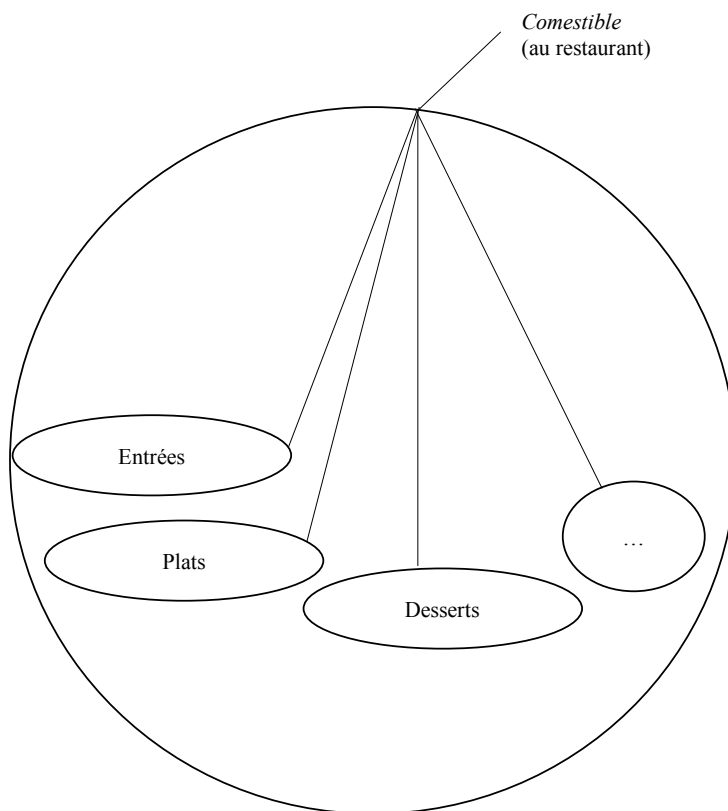 Comestible
(au restaurant)
Entrées
Plats
Desserts
…